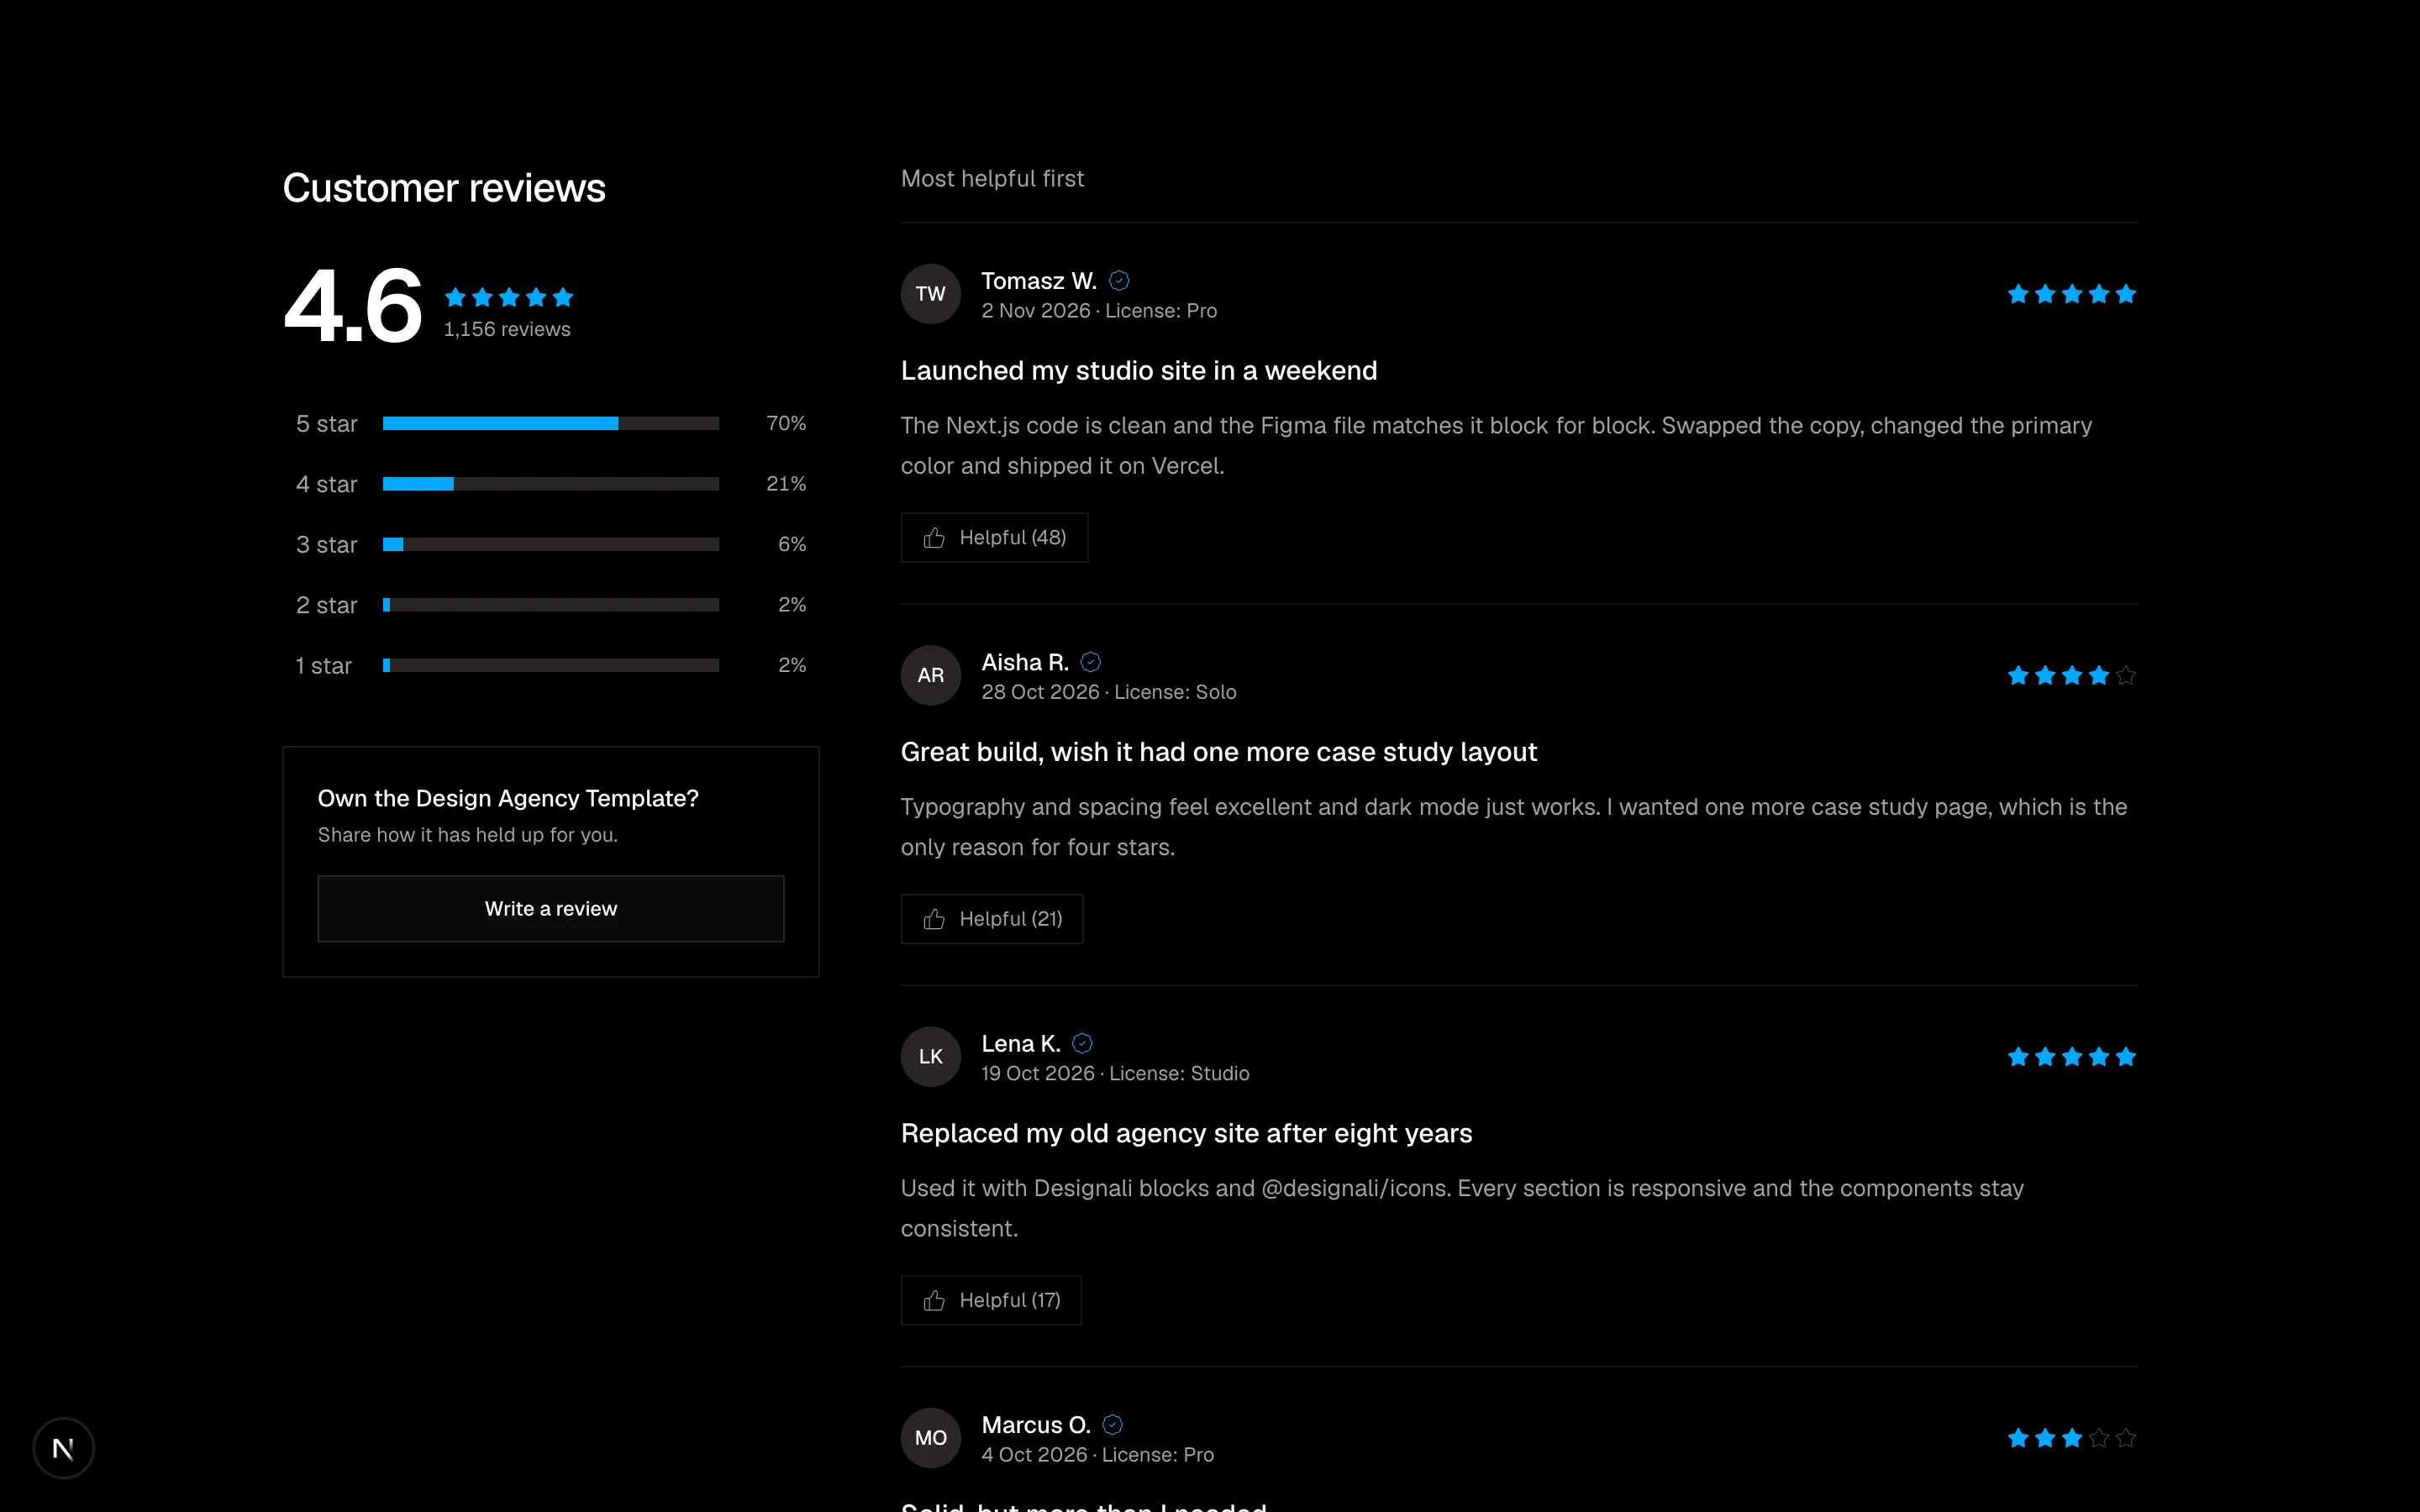 Customer reviews
4.6
1,156 reviews
5 star 70%
4 star 21%
3 star 6%
2 star 2%
1 star 2%
Own the Design Agency Template?
Share how it has held up for you.
Write a review
Most helpful first
TW
Tomasz W.
2 Nov 2026 · License: Pro
Launched my studio site in a weekend
The Next.js code is clean and the Figma file matches it block for block. Swapped the copy, changed the primary
color and shipped it on Vercel.
Helpful (48)
AR
Aisha R.
28 Oct 2026 · License: Solo
Great build, wish it had one more case study layout
Typography and spacing feel excellent and dark mode just works. I wanted one more case study page, which is the
only reason for four stars.
Helpful (21)
LK
Lena K.
19 Oct 2026 · License: Studio
Replaced my old agency site after eight years
Used it with Designali blocks and @designali/icons. Every section is responsive and the components stay
consistent.
Helpful (17)
MO
Marcus O.
4 Oct 2026 · License: Pro
Solid, but more than I needed
N